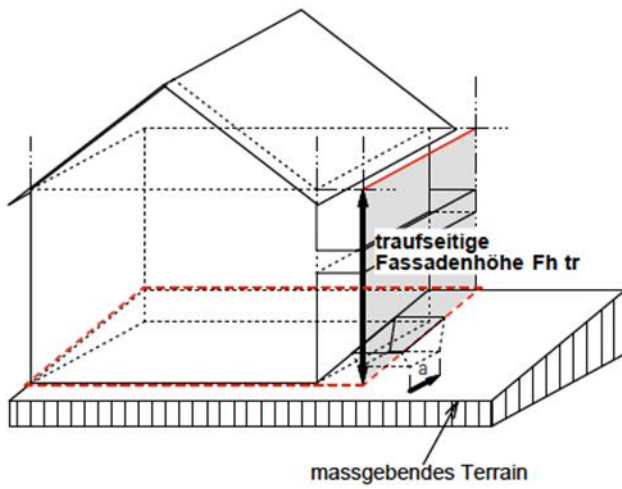 traufseitige
Fassadenhöhe Fh tr
a
massgebendes Terrain